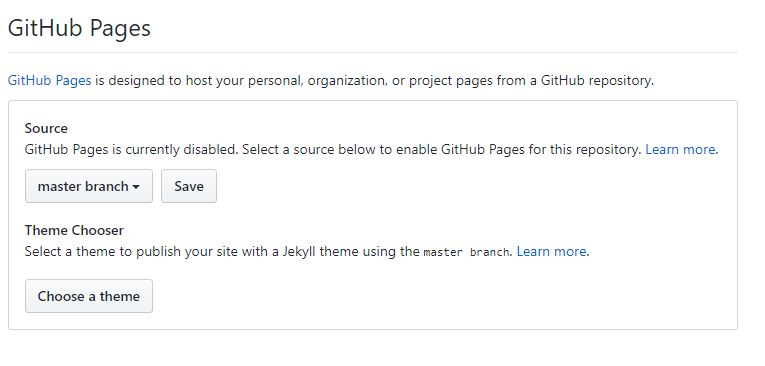 GitHub Pages
GitHub Pages is designed to host your personal, organization, or project pages from a GitHub repository.
Source
GitHub Pages is currently disabled. Select a source below to enable GitHub Pages for this repository. Learn more.
master branch Save
Theme Chooser
Select a theme to publish your site with a Jekyll theme using the master branch. Learn more.
Choose a theme